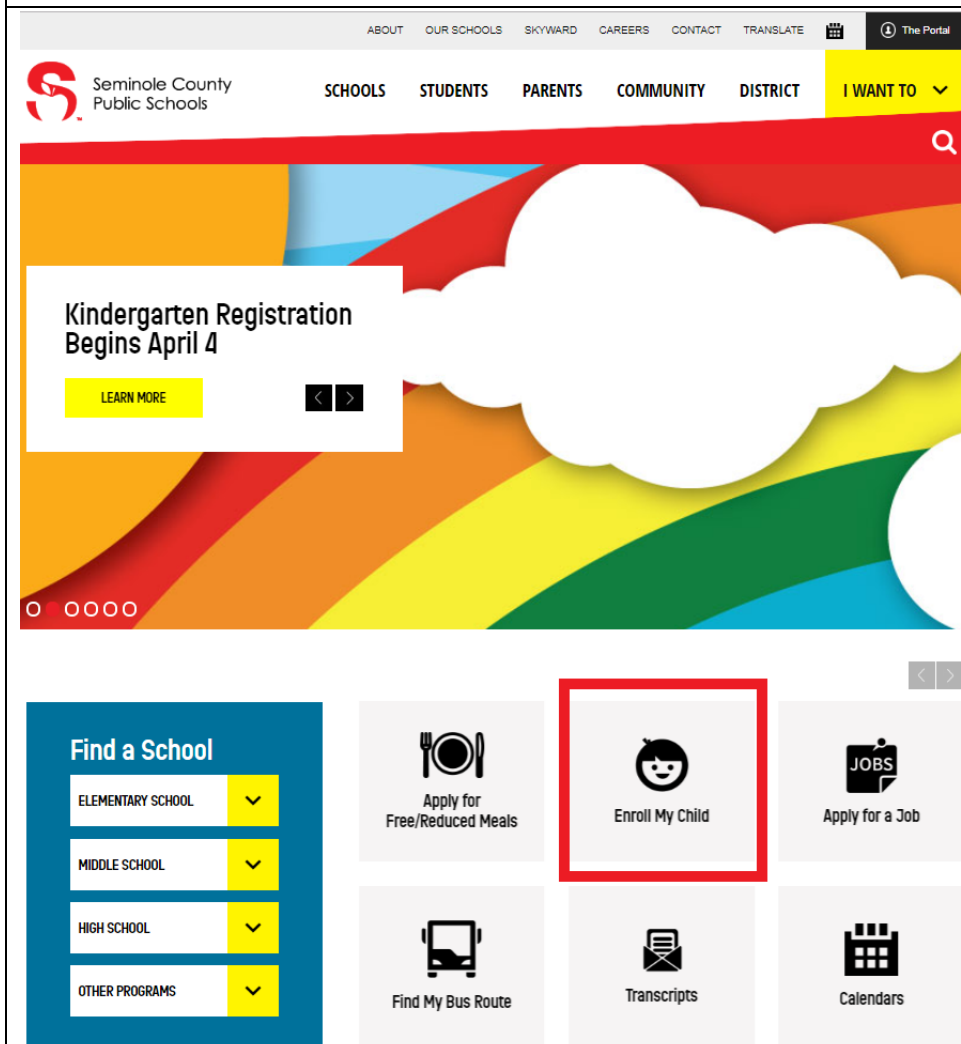 ABOUT OUR SCHOOLS SKYWARD CAREERS CONTACT TRANSLATE The Portal
Seminole County
Public Schools
SCHOOLS STUDENTS PARENTS COMMUNITY DISTRICT I WANT TO
Kindergarten Registration
Begins April 4
LEARN MORE
Find a School
ELEMENTARY SCHOOL
MIDDLE SCHOOL
HIGH SCHOOL
OTHER PROGRAMS
Apply for
Free/Reduced Meals
Enroll My Child
JOBS
Apply for a Job
Find My Bus Route
Transcripts
Calendars